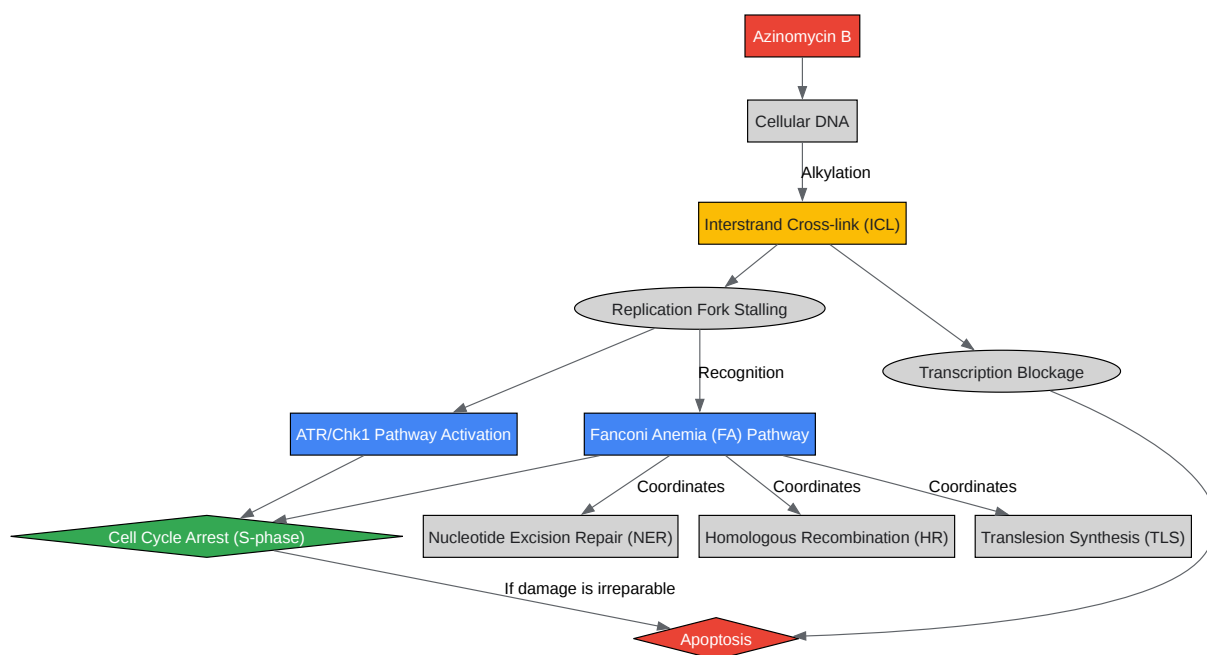 Azinomycin B
Cellular DNA
Alkylation
Interstrand Cross-link (ICL)
Replication Fork Stalling
Transcription Blockage
Recognition
ATR/Chk1 Pathway Activation
Fanconi Anemia (FA) Pathway
Coordinates
Coordinates
Coordinates
Cell Cycle Arrest (S-phase)
Nucleotide Excision Repair (NER)
Homologous Recombination (HR)
Translesion Synthesis (TLS)
If damage is irreparable
Apoptosis